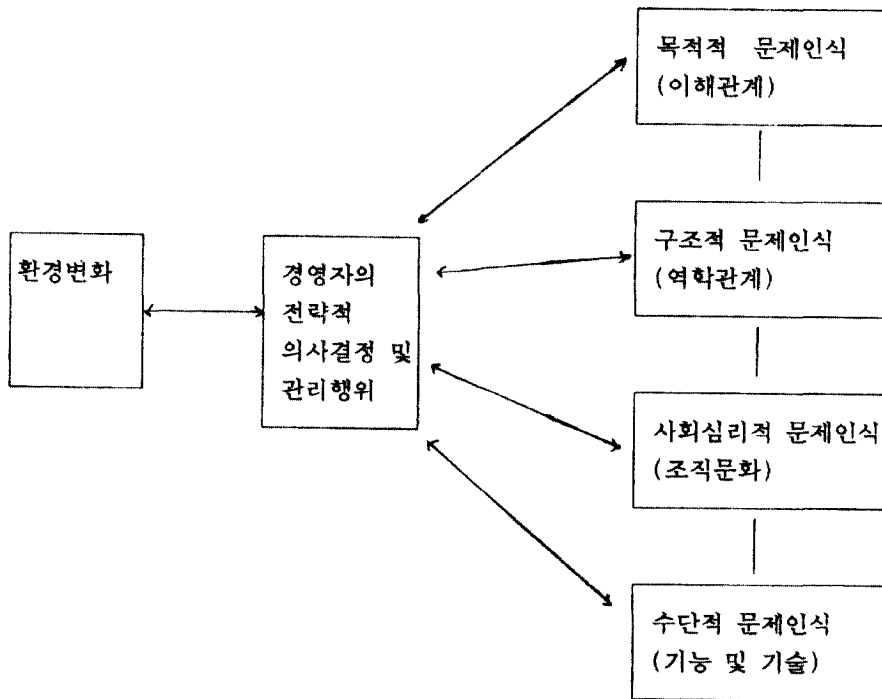 환경변화
경영자의
전략적
의사결정 및
관리행위
목적적 문제인식
(이해관계)
구조적 문제인식
(역학관계)
사회심리적 문제인식
(조직문화)
수단적 문제인식
(기능 및 기술)